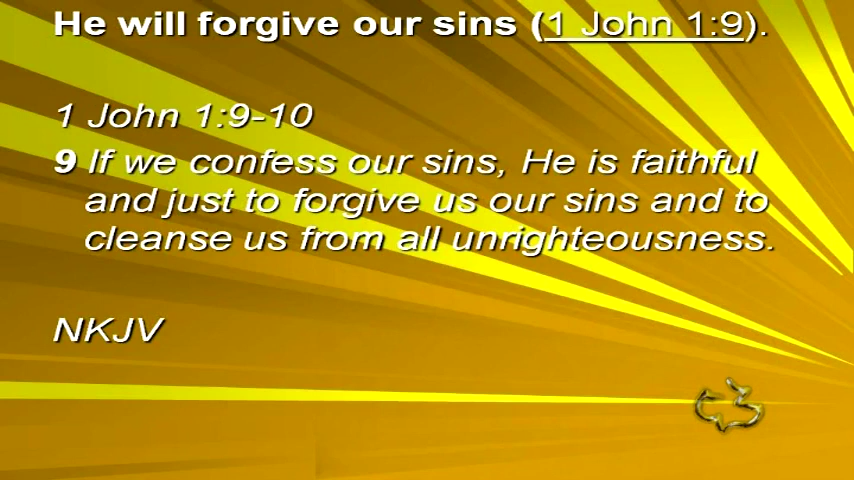 He will forgive our sins (1 John 1:9).
1 John 1:9-10
9 If we confess our sins, He is faithful
and just to forgive us our sins and to
cleanse us from all unrighteousness.
NKJV